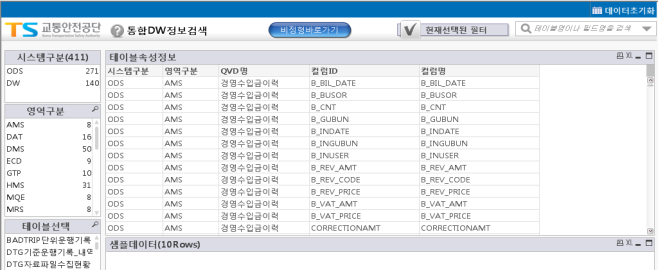 데이터초기화
TS 교통안전공단
통합DW정보검색
비정형바로가기
현재선택된 필터
테이블명이나 필드명을 검색
시스템구분(411)
ODS 271
DW 140
영역구분
AMS 8
DAT 16
DMS 50
ECD 9
GTP 10
HMS 31
MQE 8
MRS 8
테이블선택
BADTRIP단위운행기록
DTG기준운행기록_내역
DTG자료파일수집현황
테이블속성정보
시스템구분 영역구분 QVD명 컬럼ID 컬럼명
ODS AMS 경영수입금이력 B_BIL_DATE B_BIL_DATE
ODS AMS 경영수입금이력 B_BUSOR B_BUSOR
ODS AMS 경영수입금이력 B_CNT B_CNT
ODS AMS 경영수입금이력 B_GUBUN B_GUBUN
ODS AMS 경영수입금이력 B_INDATE B_INDATE
ODS AMS 경영수입금이력 B_INGUBUN B_INGUBUN
ODS AMS 경영수입금이력 B_INUSER B_INUSER
ODS AMS 경영수입금이력 B_REV_AMT B_REV_AMT
ODS AMS 경영수입금이력 B_REV_CODE B_REV_CODE
ODS AMS 경영수입금이력 B_REV_PRICE B_REV_PRICE
ODS AMS 경영수입금이력 B_VAT_AMT B_VAT_AMT
ODS AMS 경영수입금이력 B_VAT_PRICE B_VAT_PRICE
ODS AMS 경영수입금이력 CORRECTIONAMT CORRECTIONAMT
샘플데이터(10Rows)